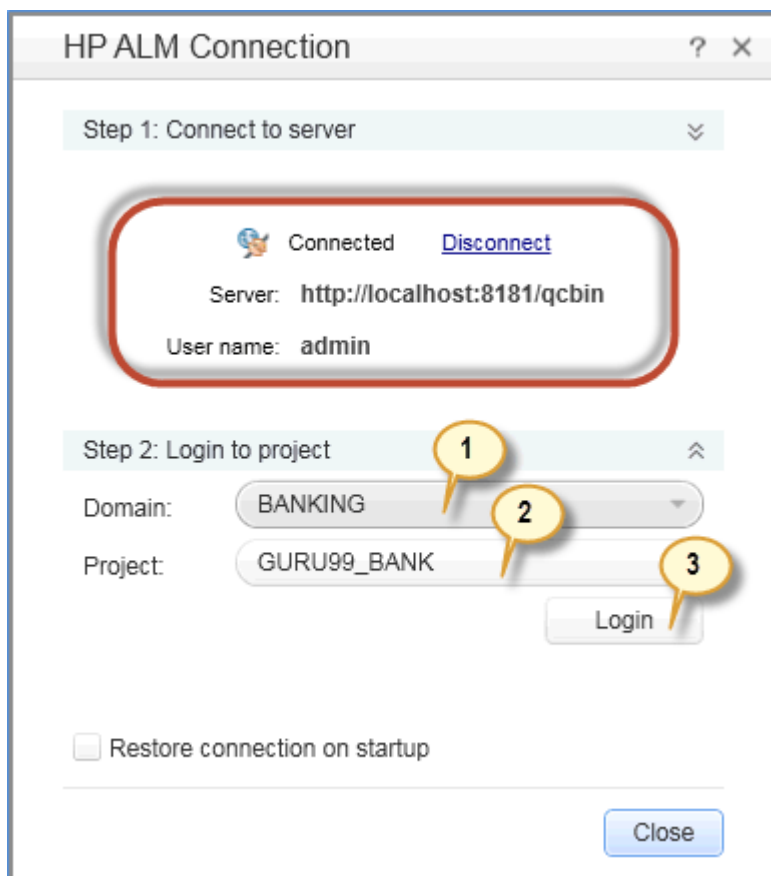 HP ALM Connection ? ×
Step 1: Connect to server
Connected Disconnect
Server: http://localhost:8181/qcbin
User name: admin
Step 2: Login to project 1
Domain: BANKING
2
Project: GURU99_BANK 3
Login
Restore connection on startup
Close